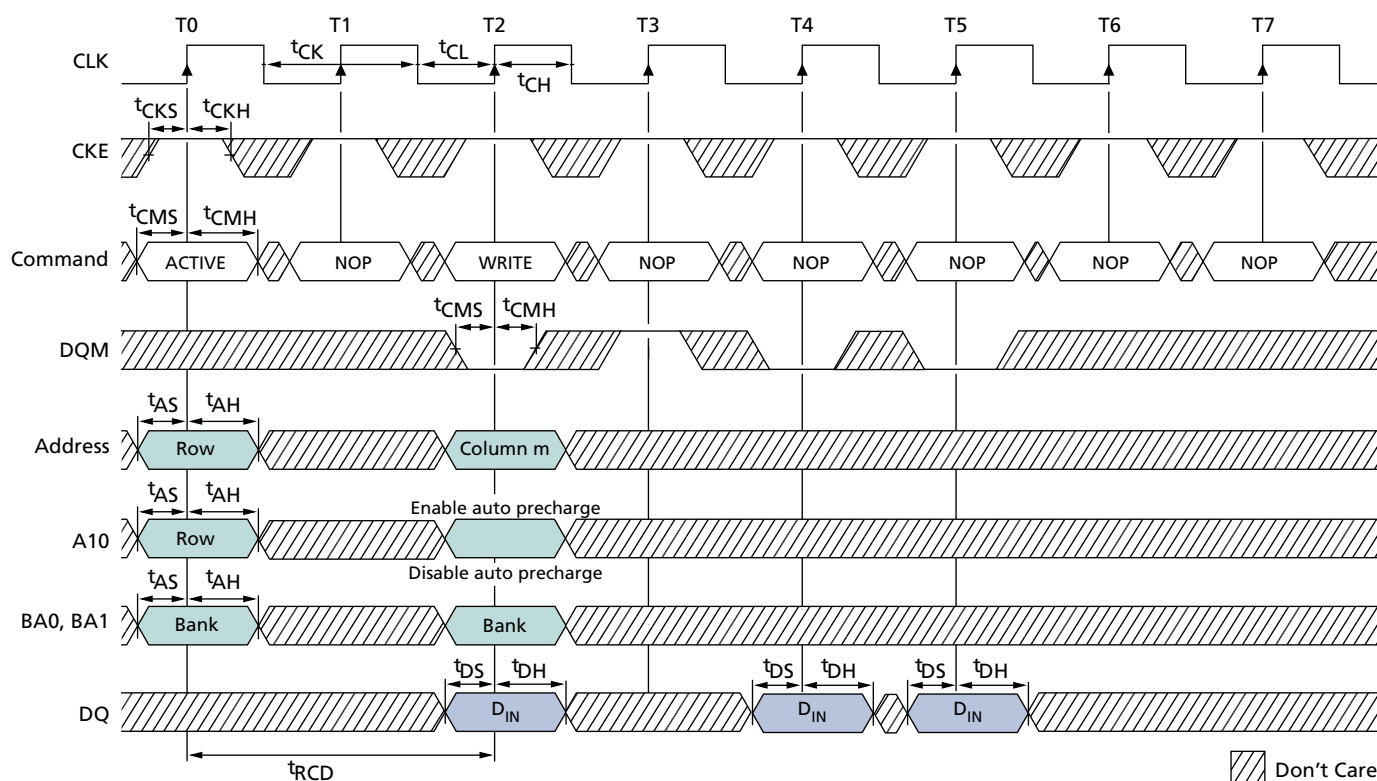 T0 T1 T2 T3 T4 T5 T6 T7
CLK
tCK tCL
tCH
tCKS tCKH
CKE
tCMS tCMH
Command ACTIVE NOP WRITE NOP NOP NOP NOP NOP
tCMS tCMH
DQM
tAS tAH
Address Row Column m
tAS tAH
Enable auto precharge
A10 Row
Disable auto precharge
tAS tAH
BA0, BA1 Bank Bank
tDS tDH tDS tDH tDS tDH
DQ DIN DIN DIN
tRCD
Don't Care